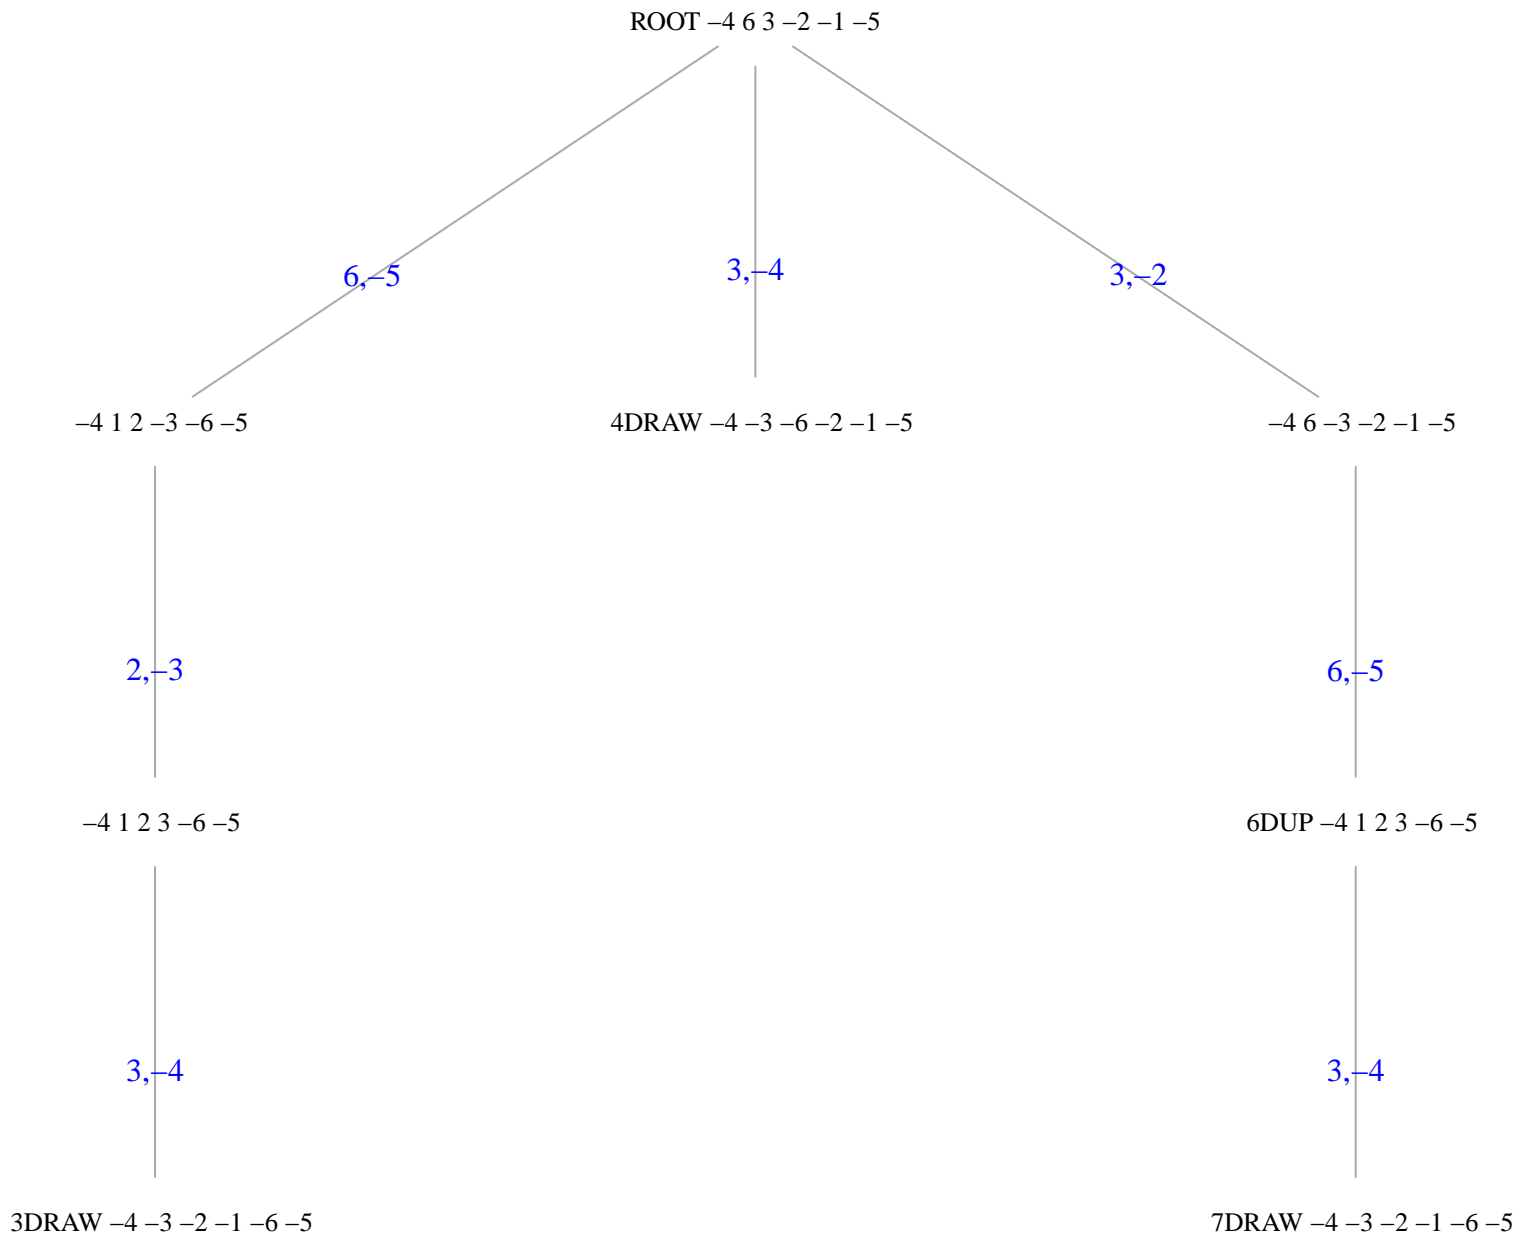 ROOT –4 6 3 –2 –1 –5
6,–5
3,–4
3,–2
–4 1 2 –3 –6 –5
4DRAW –4 –3 –6 –2 –1 –5
–4 6 –3 –2 –1 –5
2,–3
6,–5
–4 1 2 3 –6 –5
6DUP –4 1 2 3 –6 –5
3,–4
3,–4
3DRAW –4 –3 –2 –1 –6 –5
7DRAW –4 –3 –2 –1 –6 –5